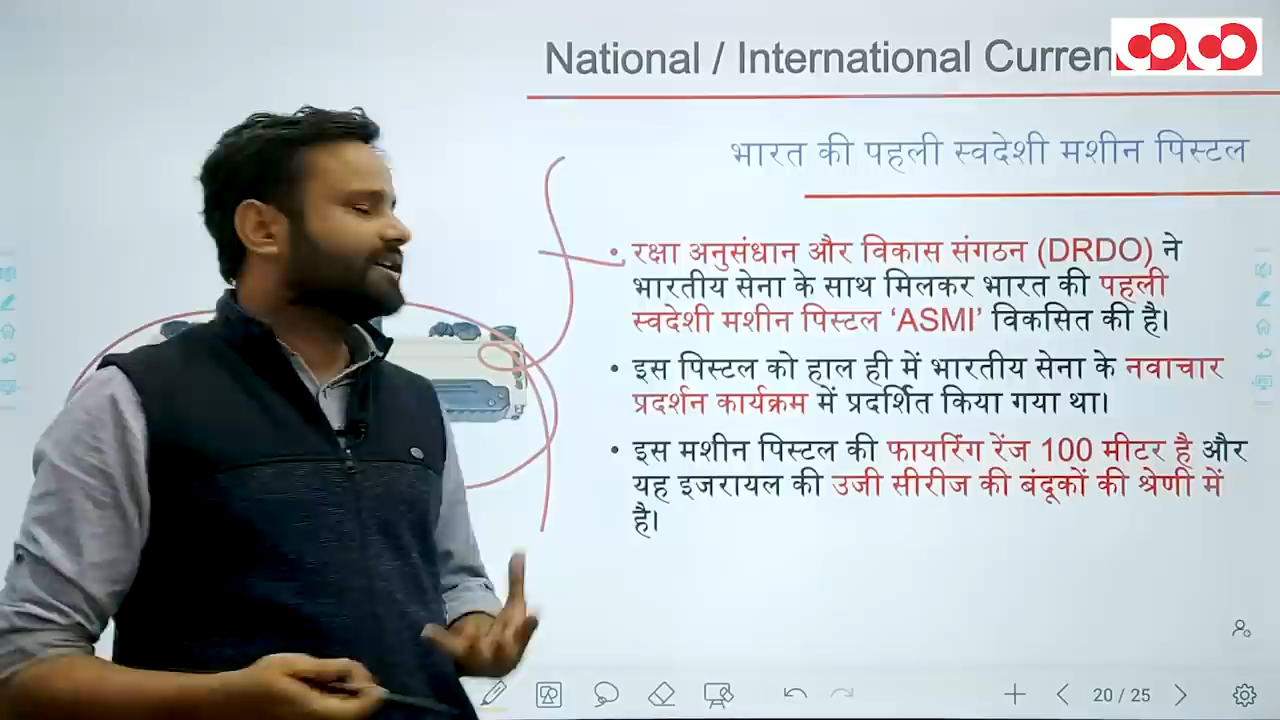 National / International Curren
भारत की पहली स्वदेशी मशीन पिस्टल
• रक्षा अनुसंधान और विकास संगठन (DRDO) ने
भारतीय सेना के साथ मिलकर भारत की पहली
स्वदेशी मशीन पिस्टल ‘ASMI’ विकसित की है।
• इस पिस्टल को हाल ही में भारतीय सेना के नवाचार
प्रदर्शन कार्यक्रम में प्रदर्शित किया गया था।
• इस मशीन पिस्टल की फायरिंग रेंज 100 मीटर है और
यह इजरायल की उजी सीरीज की बंदूकों की श्रेणी में
है।
20 / 25